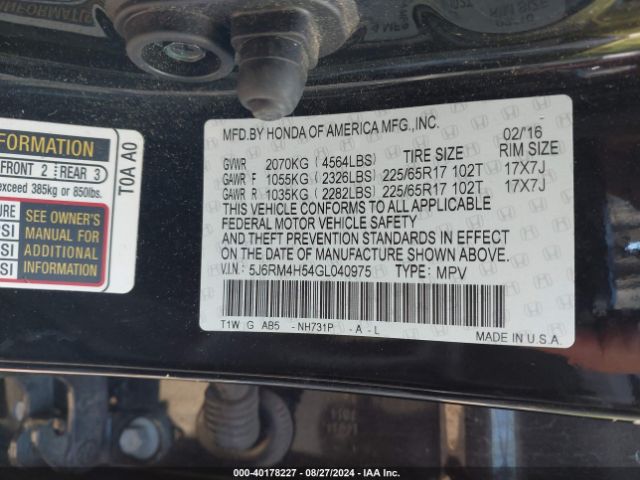 MFD.BY HONDA OF AMERICA MFG.,INC. 02/16
GVWR 2070KG (4564LBS) TIRE SIZE RIM SIZE
GAWR F 1055KG (2326LBS) 225/65R17 102T 17X7J
GAWR R 1035KG (2282LBS) 225/65R17 102T 17X7J
THIS VEHICLE CONFORMS TO ALL APPLICABLE
FEDERAL MOTOR VEHICLE SAFETY
AND THEFT PREVENTION STANDARDS IN EFFECT
ON THE DATE OF MANUFACTURE SHOWN ABOVE.
V.I.N: 5J6RM4H54GL040975 TYPE: MPV
T1W G AB5 - NH731P - A - L MADE IN U.S.A.
FORMATION
FRONT 2 REAR 3
exceed 385kg or 850lbs.
T0A A0
SEE OWNER'S
MANUAL FOR
ADDITIONAL
INFORMATION
000-40178227 - 08/27/2024 - IAA Inc.